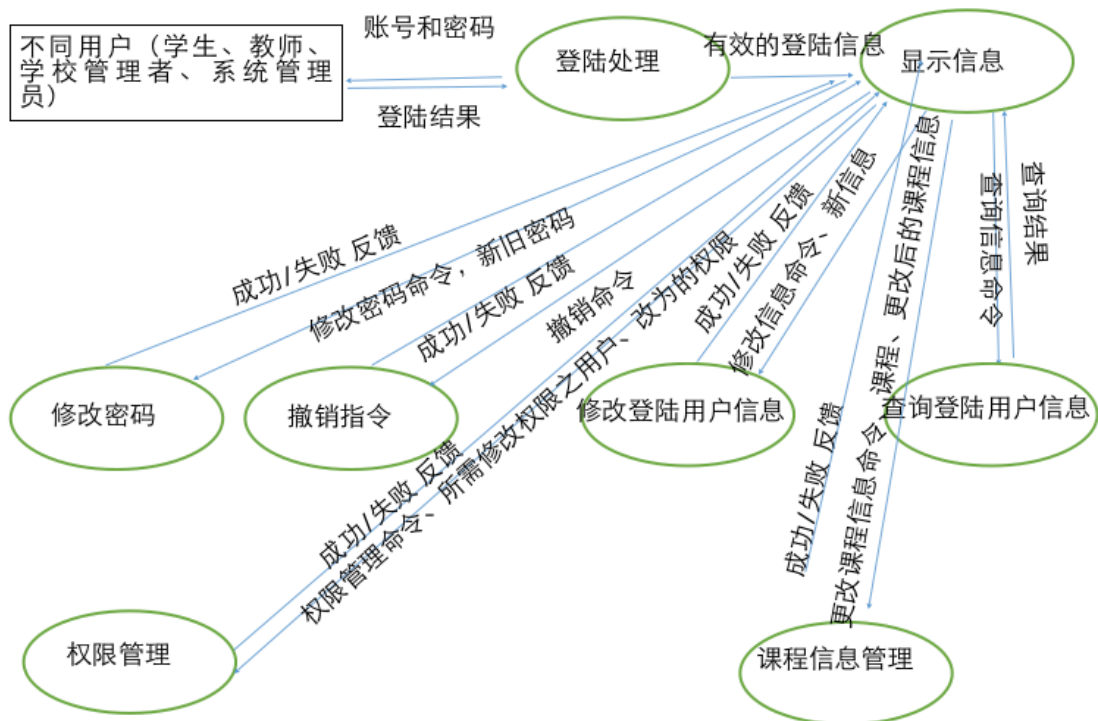 账号和密码
不同用户（学生、教师、
学校管理者、系统管理
员）
登陆处理
有效的登陆信息
显示信息
登陆结果
成功/失败 反馈
修改密码命令，新旧密码
成功/失败 反馈
撤销命令
成功/失败 反馈
修改信息命令、新信息
成功/失败 反馈
更改课程信息命令、课程、更改后的课程信息
查询信息命令
查询结果
修改密码
撤销指令
修改登陆用户信息
查询登陆用户信息
成功/失败 反馈
权限管理命令- 所需修改权限之用户- 改为的权限
权限管理
课程信息管理